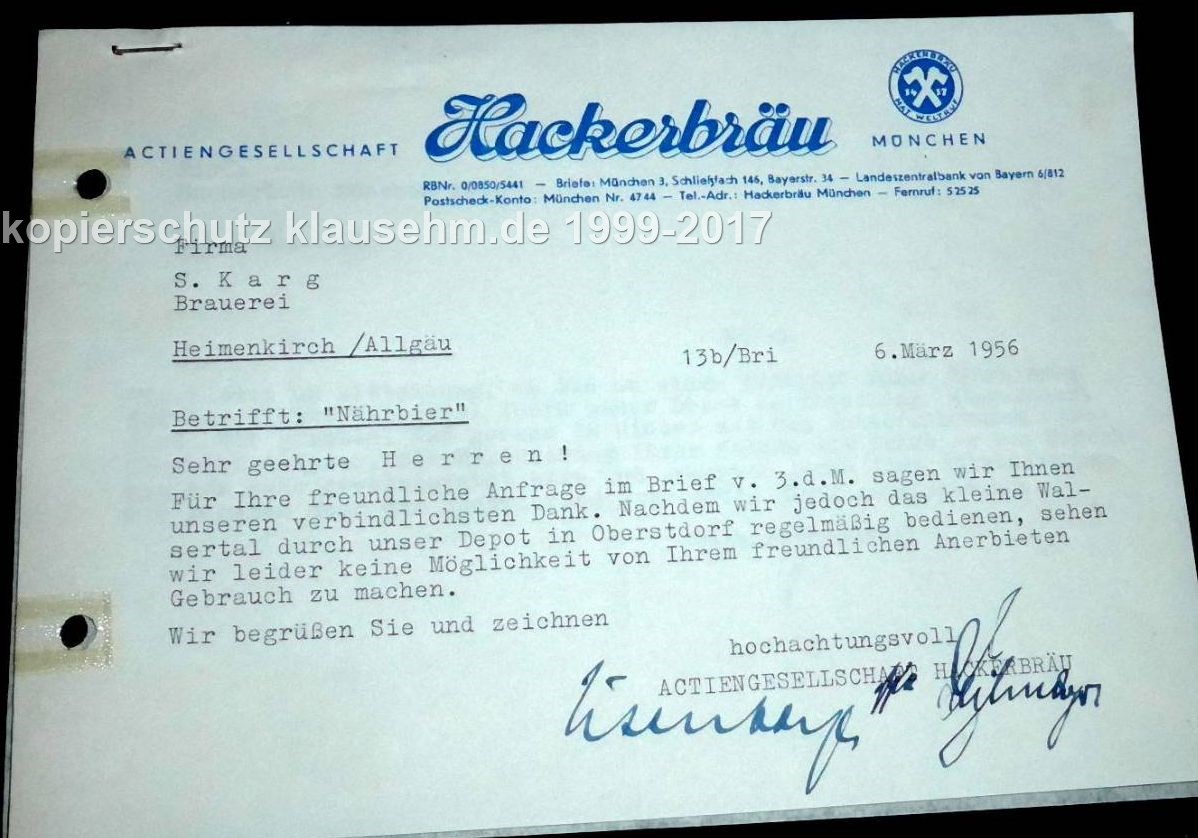 HACKERBRÄU
14 17
HAT WELTRUF
ACTIENGESELLSCHAFT Hackerbräu MÜNCHEN
RBNr. 0/0850/5441 — Briefe: München 3, Schließfach 146, Bayerstr. 34 — Landeszentralbank von Bayern 6/812
Postscheck-Konto: München Nr. 4744 — Tel.-Adr.: Hackerbräu München — Fernruf: 52525
kopierschutz klausehm.de 1999-2017
Firma
S. K a r g
Brauerei
Heimenkirch /Allgäu
13b/Bri 6.März 1956
Betrifft: "Nährbier"
Sehr geehrte H e r r e n !
Für Ihre freundliche Anfrage im Brief v. 3.d.M. sagen wir Ihnen
unseren verbindlichsten Dank. Nachdem wir jedoch das kleine Wal-
sertal durch unser Depot in Oberstdorf regelmäßig bedienen, sehen
wir leider keine Möglichkeit von Ihrem freundlichen Anerbieten
Gebrauch zu machen.
Wir begrüßen Sie und zeichnen
hochachtungsvoll
ACTIENGESELLSCHAFT HACKERBRÄU